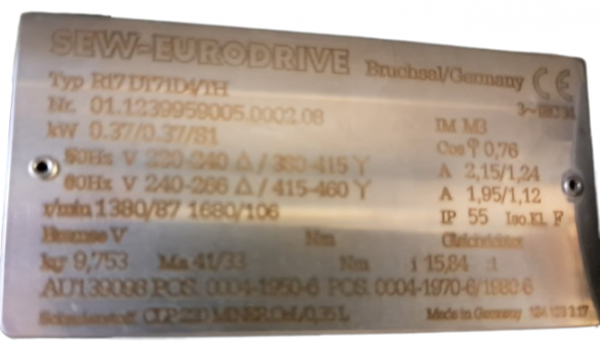 SEW-EURODRIVE Bruchsal/Germany CE
Typ R17 DT71D4/TH 3~IEC34
Nr. 01.1239959005.0002.08
kW 0.37/0.37/S1 IM M3
50Hz V 220-240 Δ/380-415 Y Cos φ 0,76
60Hz V 240-266 Δ/415-460 Y A 2,15/1,24
r/min 1380/87 1680/106 A 1,95/1,12
IP 55 Iso.Kl. F
Bremse V Nm Gleichrichter
kg 9,753 Ma 41/33 Nm i 15,84 :1
AU139098 POS. 0004-1950-6 POS. 0004-1970-6/1980-6
Schmierstoff CLP 220 MINER.OeL/0,35 L Made in Germany